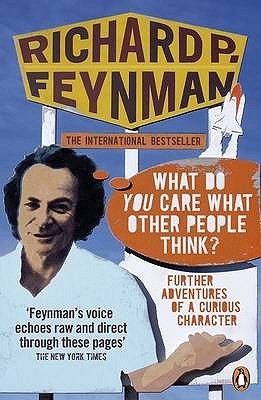 RICHARD P.
FEYNMAN
THE INTERNATIONAL BESTSELLER
WHAT DO
YOU CARE WHAT
OTHER PEOPLE
THINK?
FURTHER
ADVENTURES
OF A CURIOUS
CHARACTER
'Feynman's voice
echoes raw and direct
through these pages'
THE NEW YORK TIMES